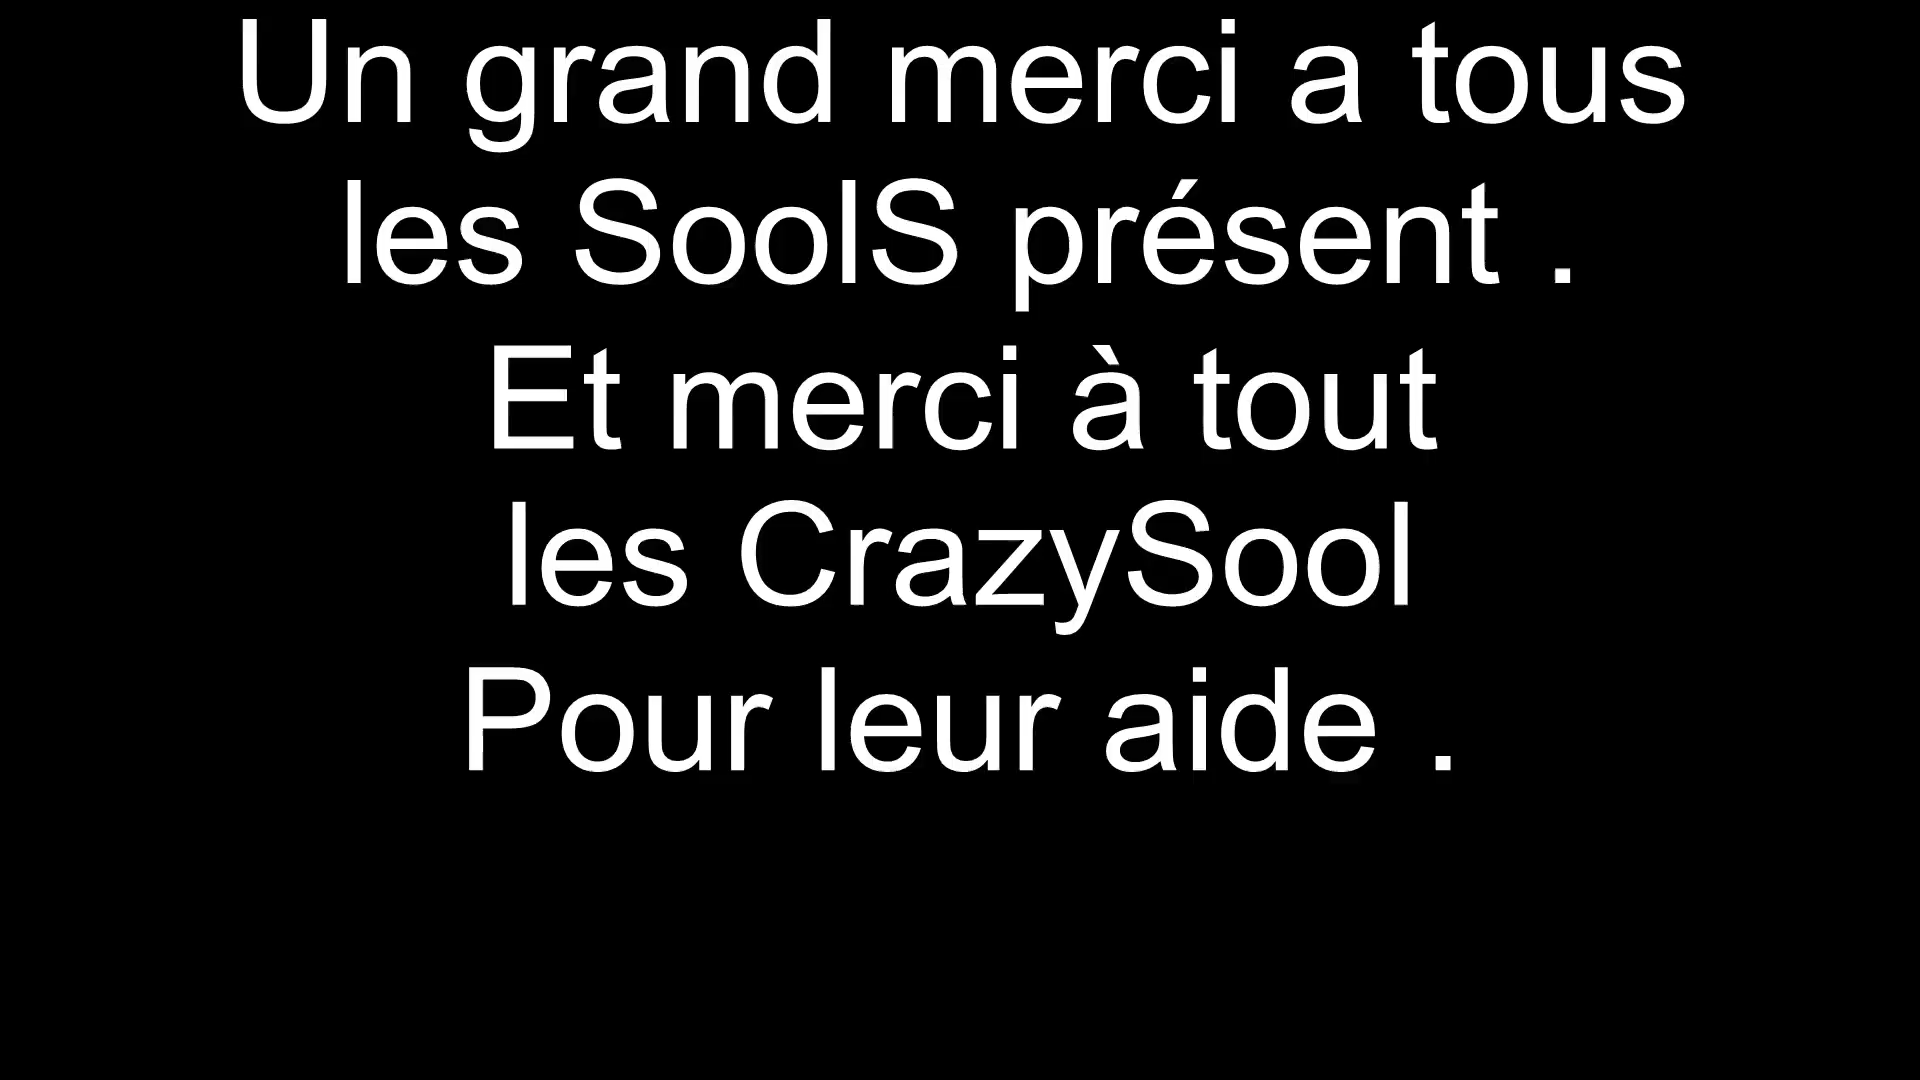 Un grand merci a tous
les SoolS présent .
Et merci à tout
les CrazySool
Pour leur aide .